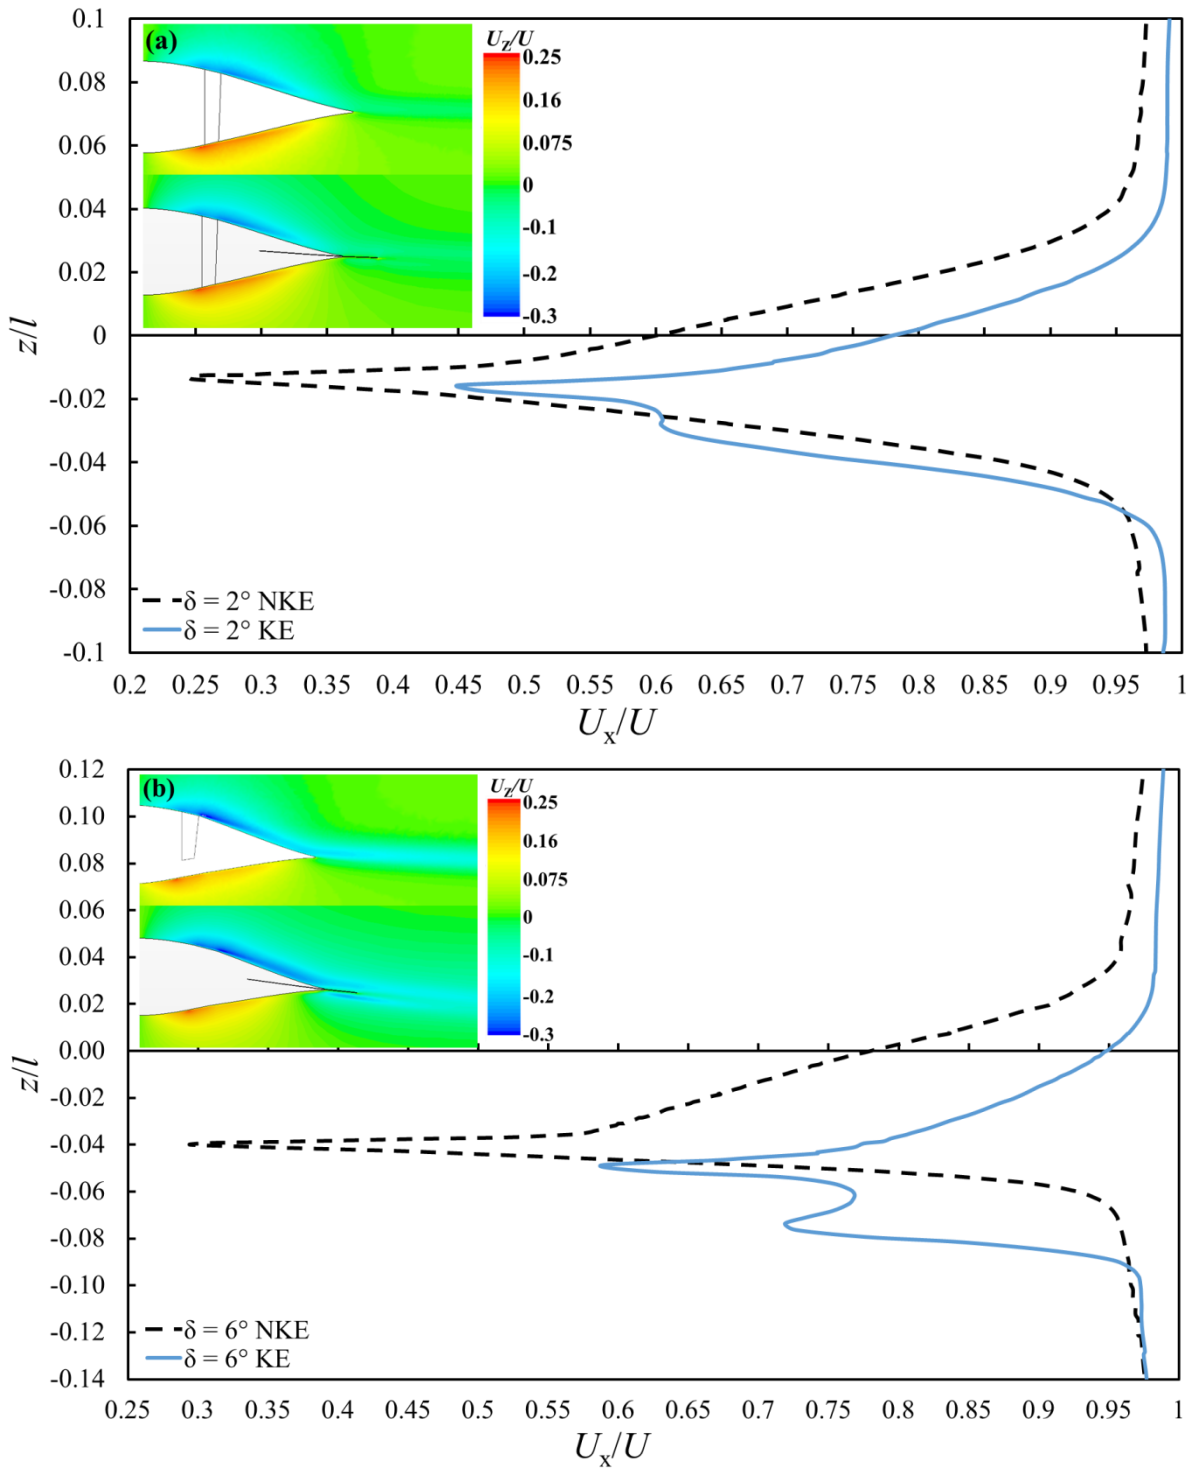 (a)
U_z/U
0.25
0.16
0.075
0
-0.1
-0.2
-0.3
0.1
0.08
0.06
0.04
0.02
0
-0.02
-0.04
-0.06
-0.08
-0.1
z/l
δ = 2° NKE
δ = 2° KE
0.2 0.25 0.3 0.35 0.4 0.45 0.5 0.55 0.6 0.65 0.7 0.75 0.8 0.85 0.9 0.95 1
U_x/U
(b)
U_z/U
0.25
0.16
0.075
0
-0.1
-0.2
-0.3
0.12
0.10
0.08
0.06
0.04
0.02
0.00
-0.02
-0.04
-0.06
-0.08
-0.10
-0.12
-0.14
z/l
δ = 6° NKE
δ = 6° KE
0.25 0.3 0.35 0.4 0.45 0.5 0.55 0.6 0.65 0.7 0.75 0.8 0.85 0.9 0.95 1
U_x/U